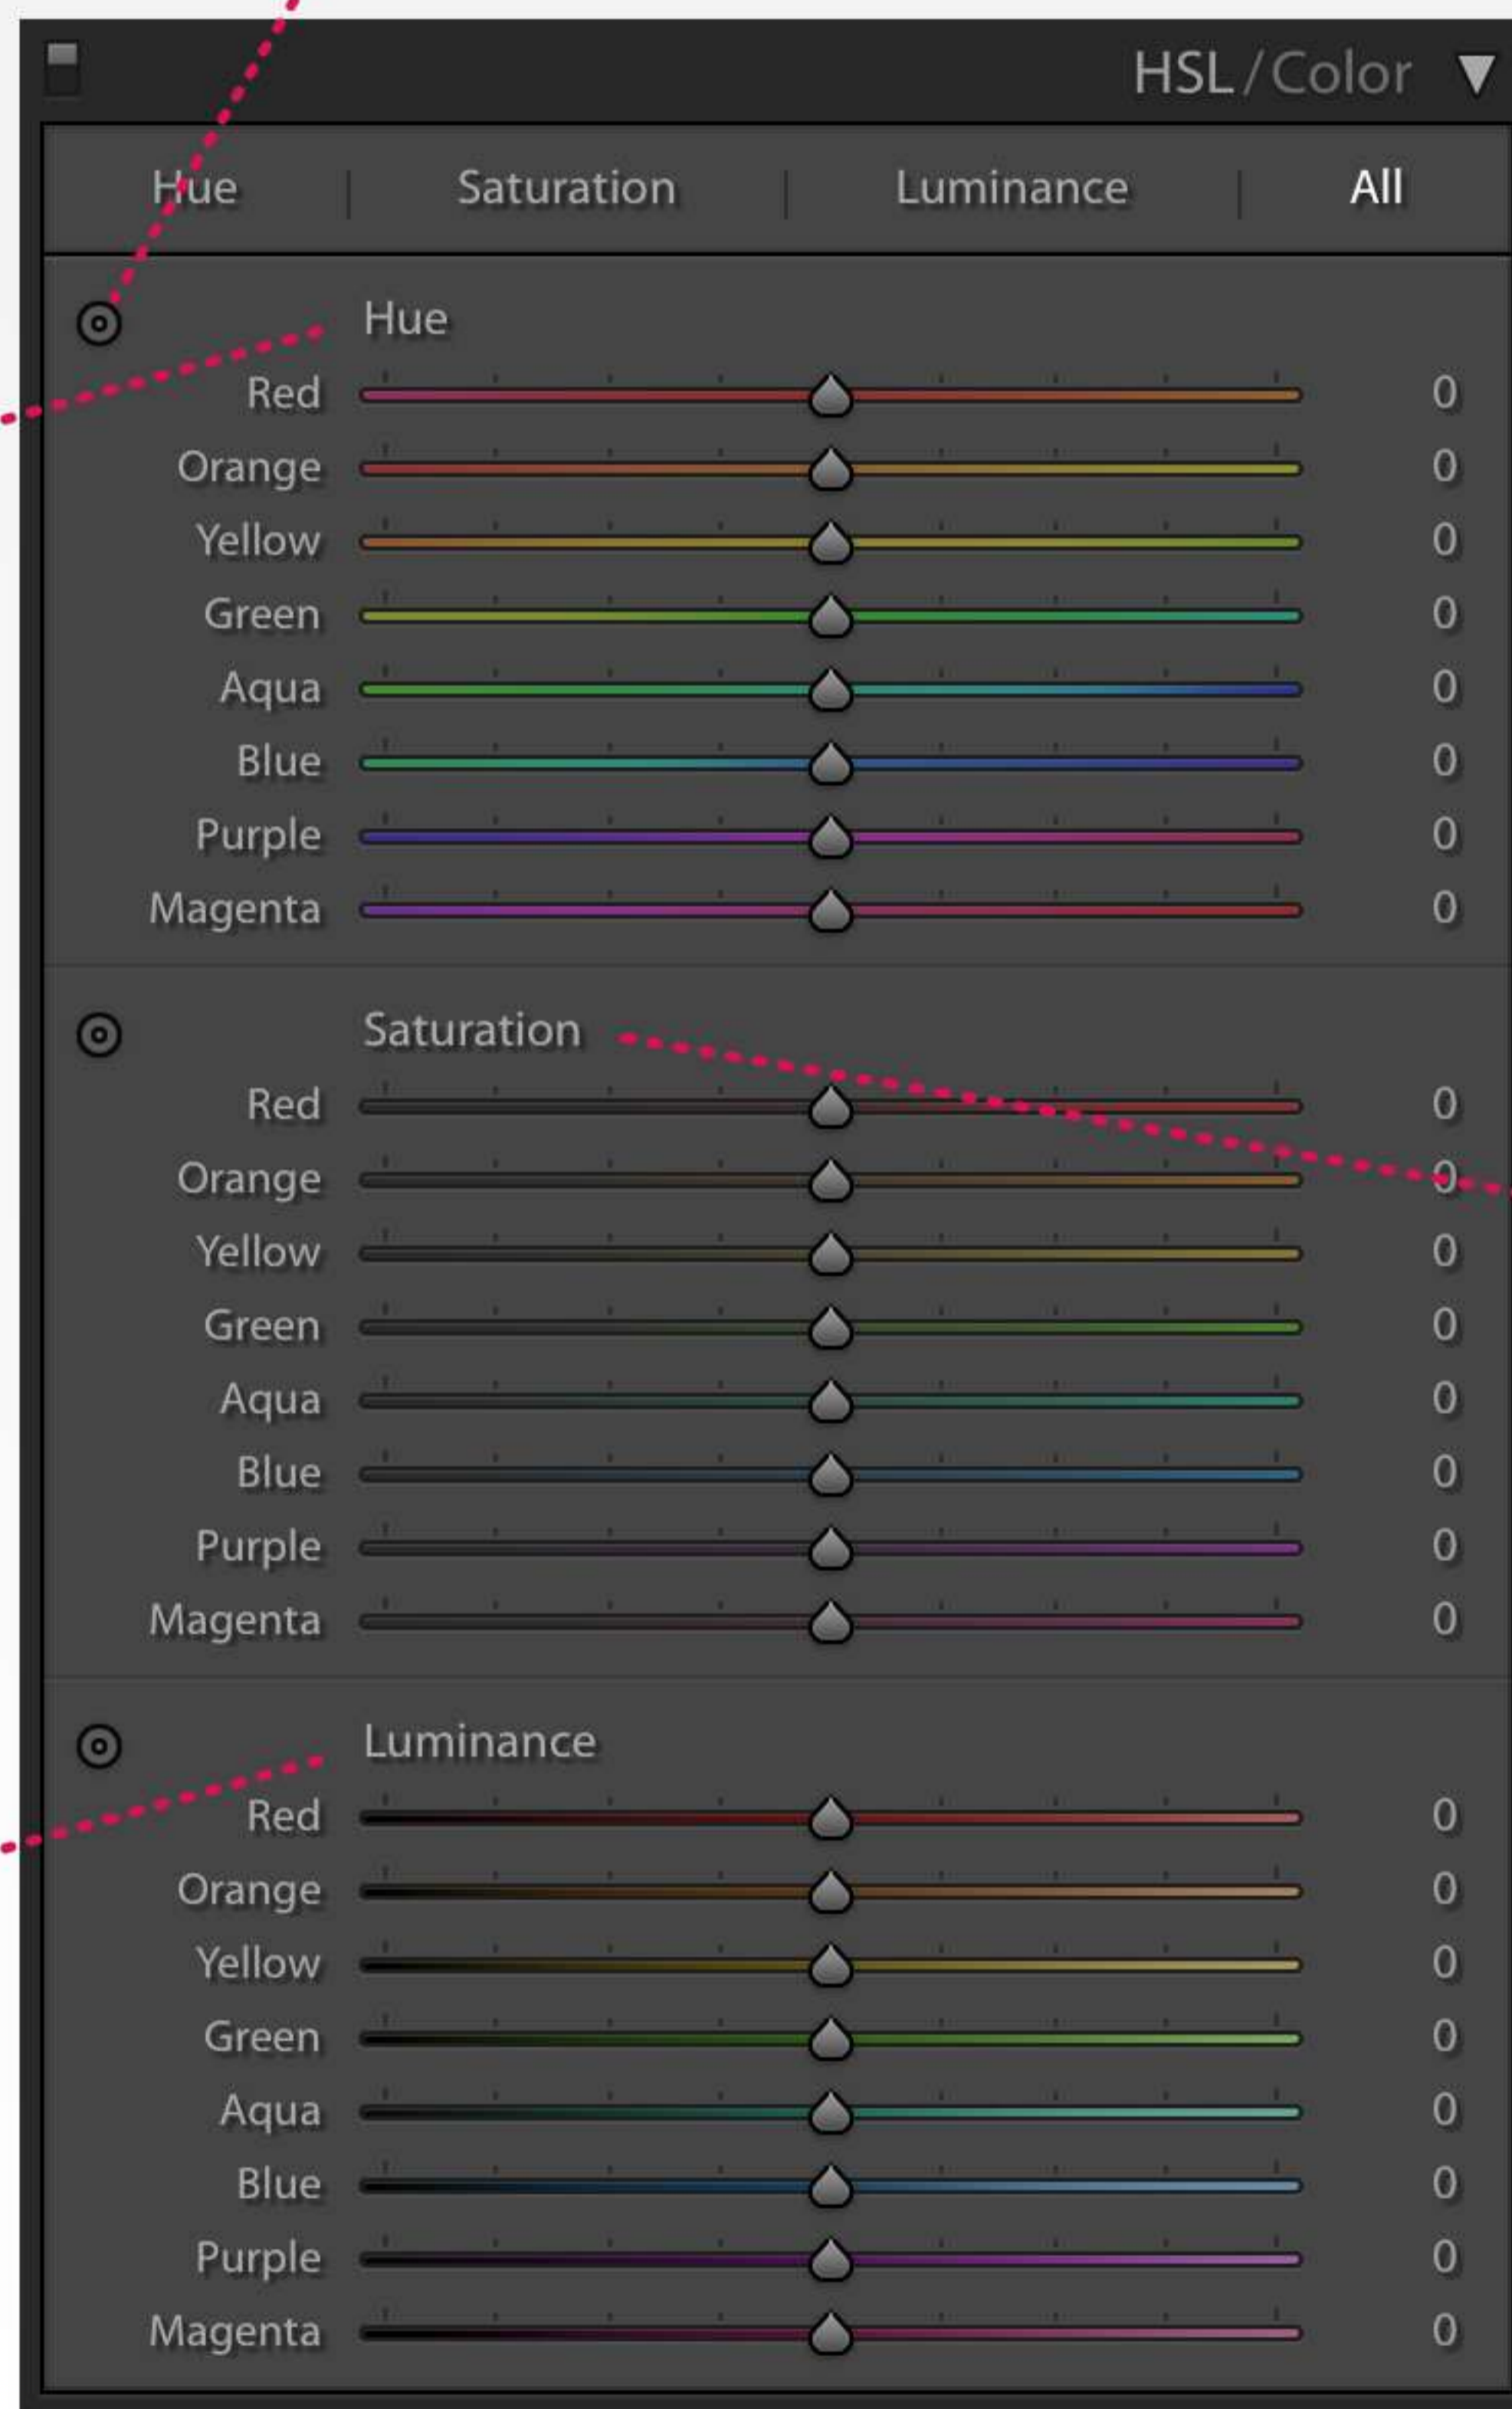 HSL/Color
Hue Saturation Luminance All
Hue
Red 0
Orange 0
Yellow 0
Green 0
Aqua 0
Blue 0
Purple 0
Magenta 0
Saturation
Red 0
Orange 0
Yellow 0
Green 0
Aqua 0
Blue 0
Purple 0
Magenta 0
Luminance
Red 0
Orange 0
Yellow 0
Green 0
Aqua 0
Blue 0
Purple 0
Magenta 0